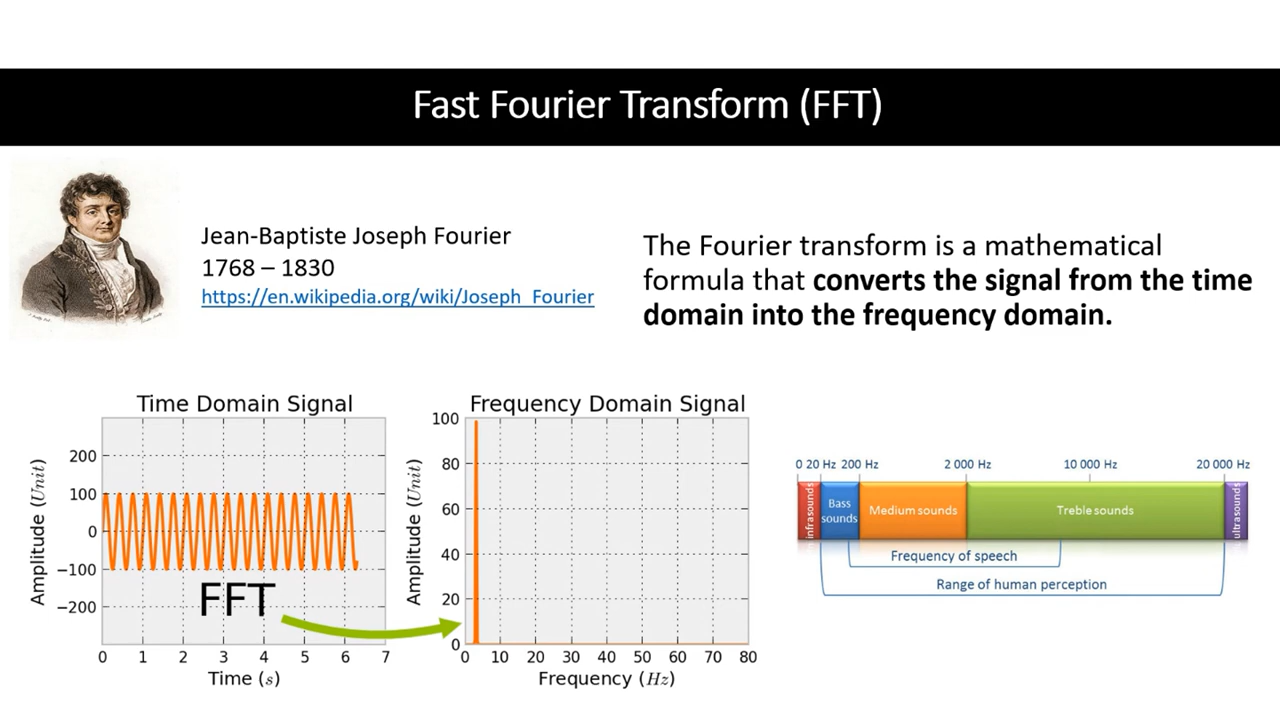 Fast Fourier Transform (FFT)
Jean-Baptiste Joseph Fourier
1768 – 1830
https://en.wikipedia.org/wiki/Joseph_Fourier
The Fourier transform is a mathematical
formula that converts the signal from the time
domain into the frequency domain.
Time Domain Signal
Amplitude (Unit)
200
100
0
−100
−200
FFT
0 1 2 3 4 5 6 7
Time (s)
Frequency Domain Signal
Amplitude (Unit)
100
80
60
40
20
0
0 10 20 30 40 50 60 70 80
Frequency (Hz)
0 20 Hz 200 Hz 2 000 Hz 10 000 Hz 20 000 Hz
infrasounds
Bass
sounds
Medium sounds
Treble sounds
ultrasounds
Frequency of speech
Range of human perception